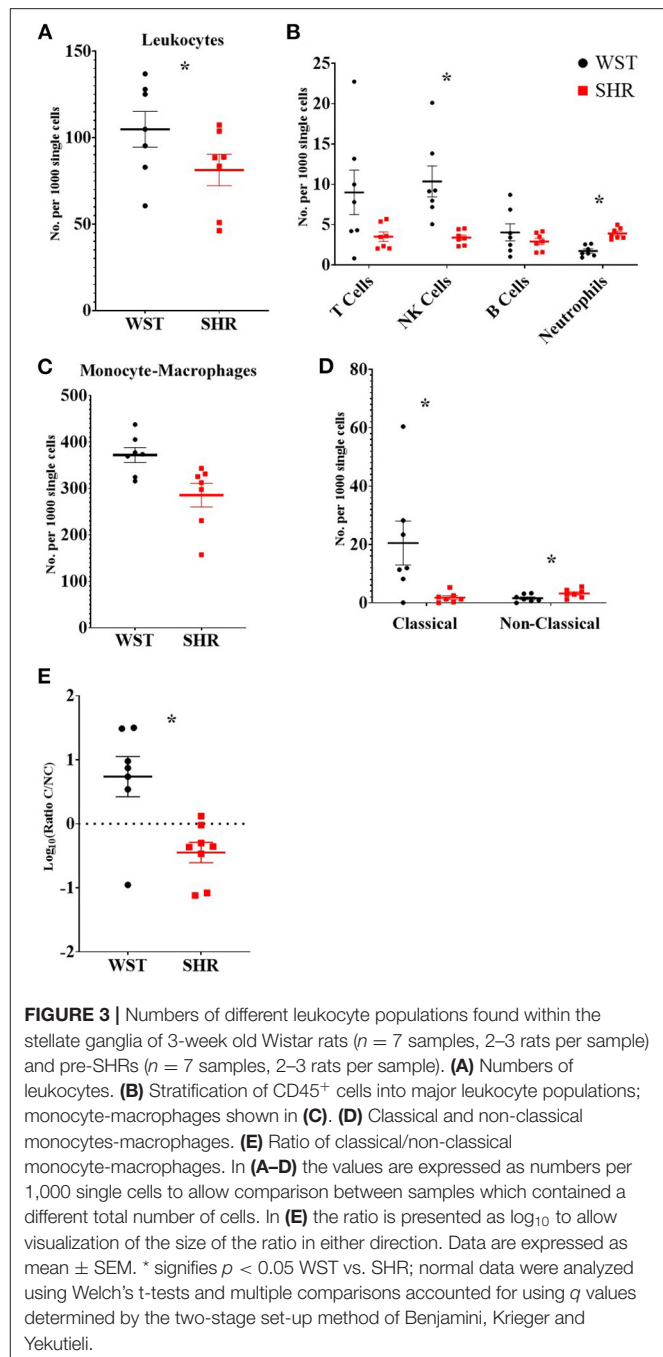 A
Leukocytes
150
100
50
0
No. per 1000 single cells
*
WST
SHR
B
WST
SHR
25
20
15
10
5
0
No. per 1000 single cells
*
*
T Cells
NK Cells
B Cells
Neutrophils
C
Monocyte-Macrophages
500
400
300
200
100
0
No. per 1000 single cells
WST
SHR
D
80
60
40
20
0
No. per 1000 single cells
*
*
Classical
Non-Classical
E
2
1
0
-1
-2
Log10(Ratio C/NC)
*
WST
SHR
FIGURE 3 | Numbers of different leukocyte populations found within the
stellate ganglia of 3-week old Wistar rats (n = 7 samples, 2–3 rats per sample)
and pre-SHRs (n = 7 samples, 2–3 rats per sample). (A) Numbers of
leukocytes. (B) Stratification of CD45+ cells into major leukocyte populations;
monocyte-macrophages shown in (C). (D) Classical and non-classical
monocytes-macrophages. (E) Ratio of classical/non-classical
monocyte-macrophages. In (A–D) the values are expressed as numbers per
1,000 single cells to allow comparison between samples which contained a
different total number of cells. In (E) the ratio is presented as log10 to allow
visualization of the size of the ratio in either direction. Data are expressed as
mean ± SEM. * signifies p < 0.05 WST vs. SHR; normal data were analyzed
using Welch's t-tests and multiple comparisons accounted for using q values
determined by the two-stage set-up method of Benjamini, Krieger and
Yekutieli.